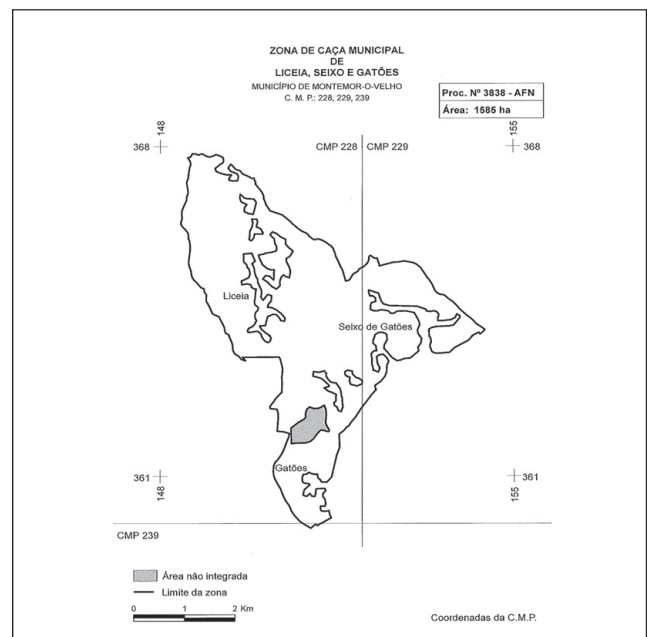 ZONA DE CAÇA MUNICIPAL
DE
LICEIA, SEIXO E GATÕES
MUNICÍPIO DE MONTEMOR-O-VELHO
C. M. P.: 228, 229, 239
Proc. Nº 3838 - AFN
Área: 1585 ha
148
155
368
CMP 228
CMP 229
368
Liceia
Seixo de Gatões
Gatões
361
361
148
155
CMP 239
Área não integrada
Limite da zona
0 1 2 Km
Coordenadas da C.M.P.